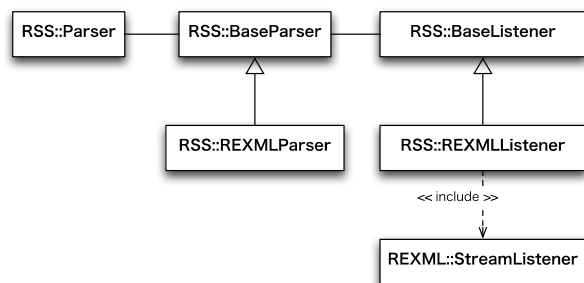 RSS::Parser
RSS::BaseParser
RSS::BaseListener
RSS::REXMLParser
RSS::REXMLListener
<< include >>
REXML::StreamListener